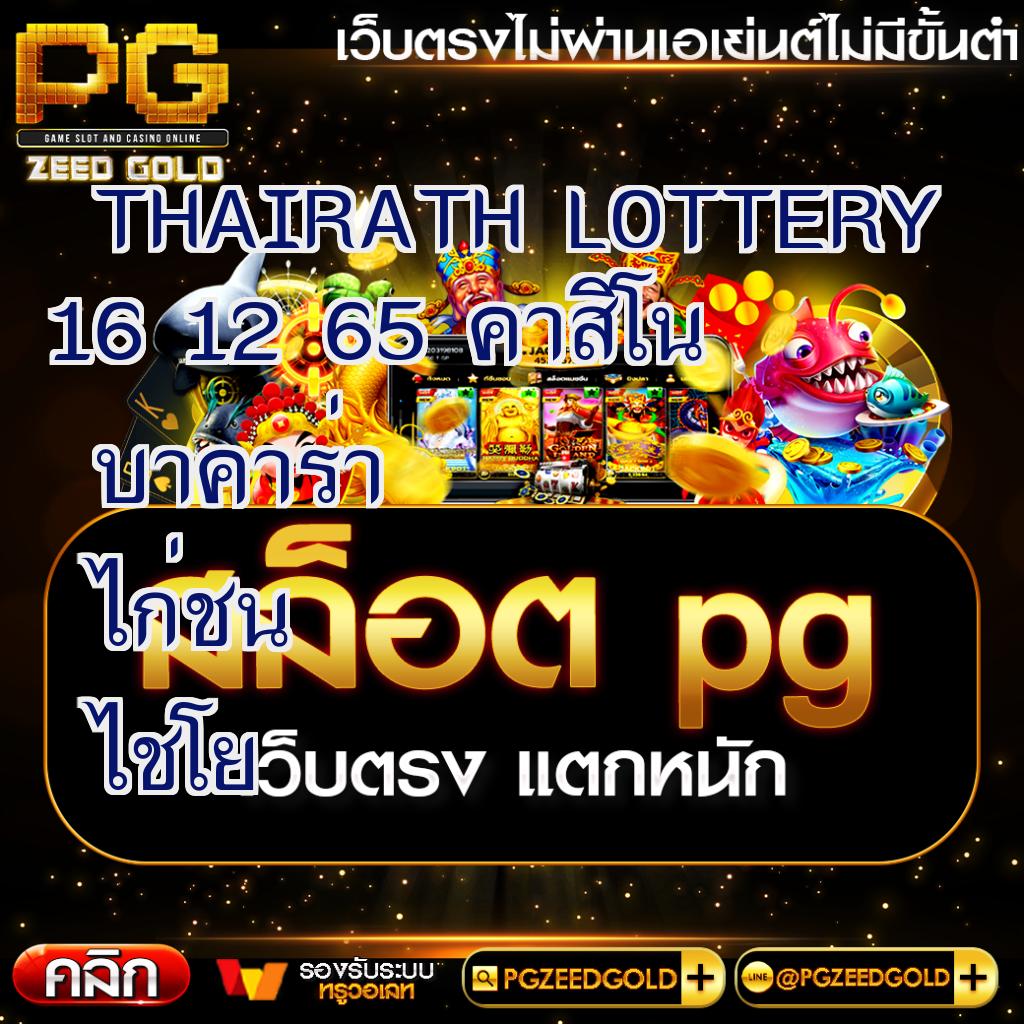 เว็บตรงไม่ผ่านเอเย่นต์ไม่มีขั้นต่ำ
PG
GAME SLOT AND CASINO ONLINE
ZEED GOLD
THAIRATH LOTTERY
16 12 65 คาสิโน
บาคาร่า
ไก่ชน
สล็อต pg
ไชโย
เว็บตรง แตกหนัก
คลิก
รองรับระบบ
ทรูวอเลท
PGZEEDGOLD
LINE @PGZEEDGOLD